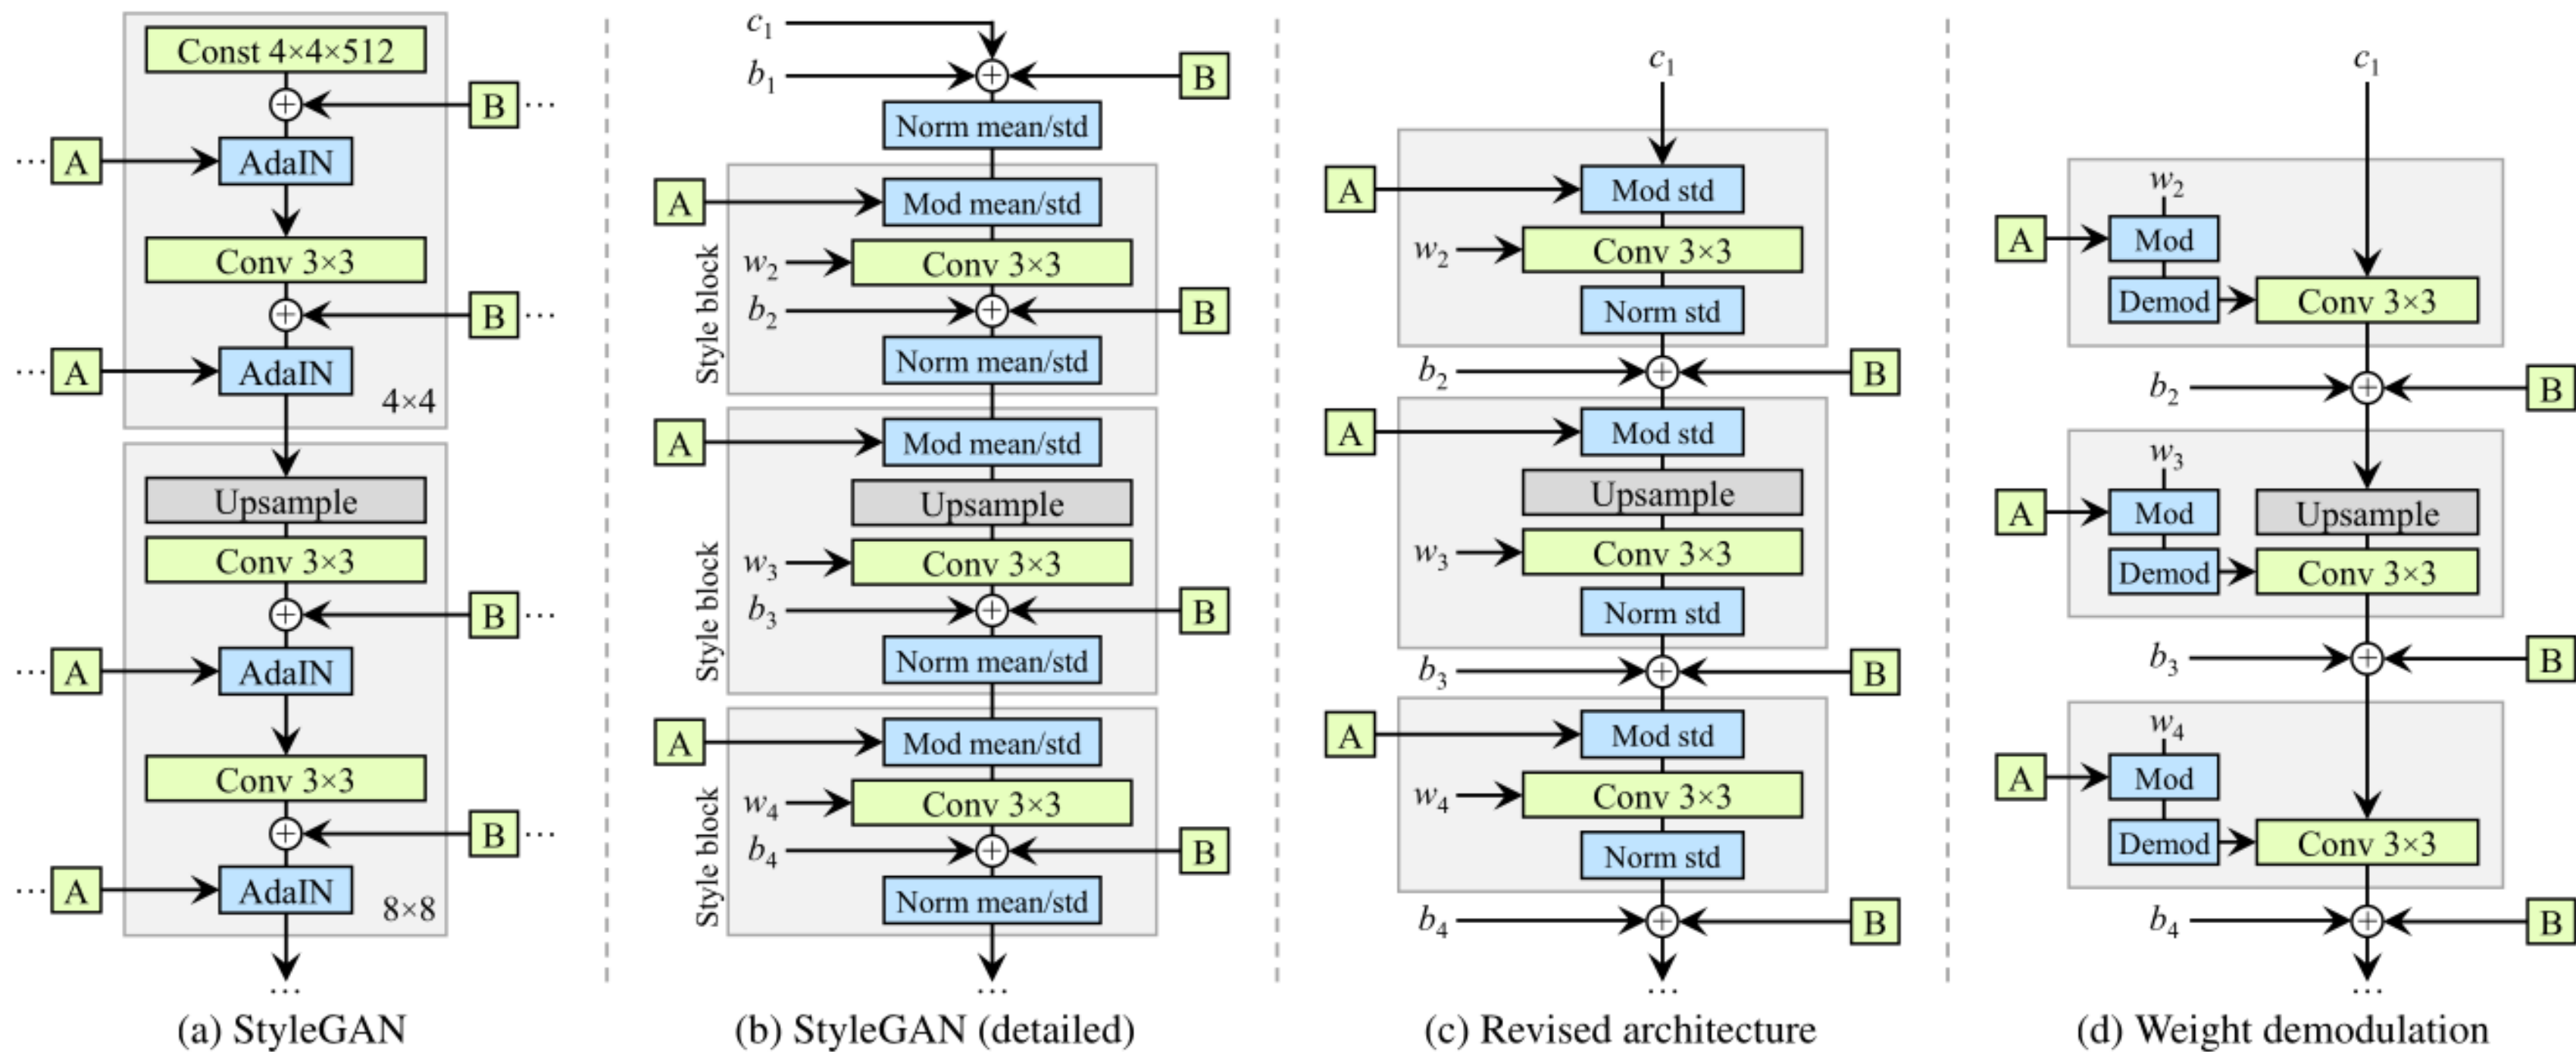 Const 4×4×512
B ...
... A
AdaIN
Conv 3×3
B ...
... A
AdaIN
4×4
Upsample
Conv 3×3
B ...
... A
AdaIN
Conv 3×3
B ...
... A
AdaIN
8×8
...
(a) StyleGAN
c1
b1
B
Norm mean/std
A
Mod mean/std
Style block
w2
Conv 3×3
b2
B
Norm mean/std
A
Mod mean/std
Upsample
Style block
w3
Conv 3×3
b3
B
Norm mean/std
A
Mod mean/std
Style block
w4
Conv 3×3
b4
B
Norm mean/std
...
(b) StyleGAN (detailed)
c1
A
Mod std
w2
Conv 3×3
Norm std
b2
B
A
Mod std
Upsample
w3
Conv 3×3
Norm std
b3
B
A
Mod std
w4
Conv 3×3
Norm std
b4
B
...
(c) Revised architecture
c1
w2
A
Mod
Demod
Conv 3×3
b2
B
w3
A
Mod
Upsample
Demod
Conv 3×3
b3
B
w4
A
Mod
Demod
Conv 3×3
b4
B
...
(d) Weight demodulation